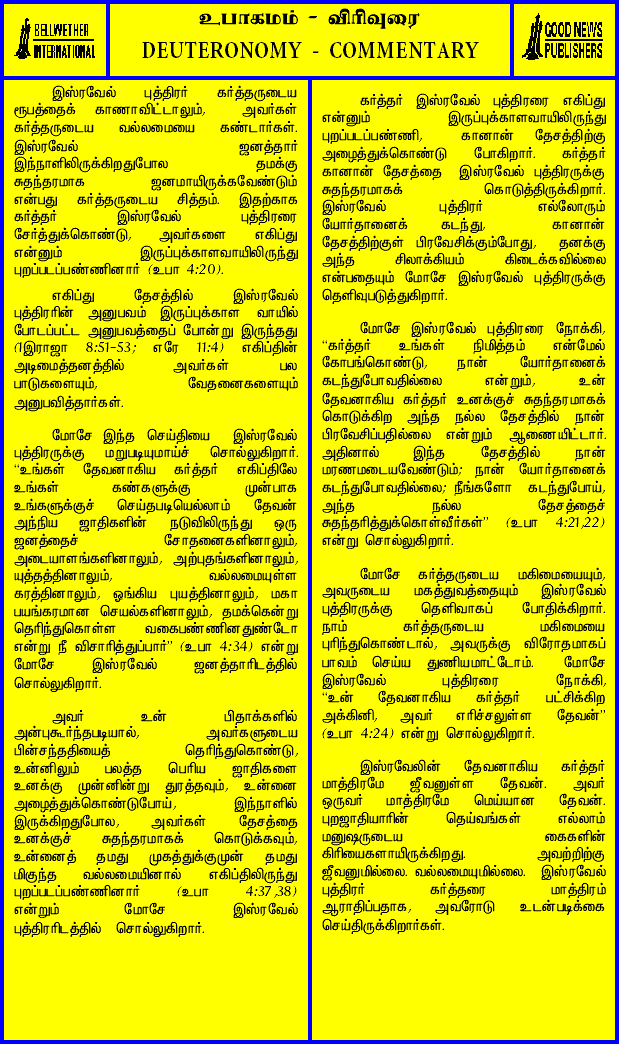 BELLWETHER
INTERNATIONAL
உபாகமம் - விரிவுரை
DEUTERONOMY - COMMENTARY
GOOD NEWS
PUBLISHERS
இஸ்ரவேல் புத்திரர் கர்த்தருடைய
ரூபத்தைக் காணாவிட்டாலும், அவர்கள்
கர்த்தருடைய வல்லமையை கண்டார்கள்.
இஸ்ரவேல் ஜனத்தார்
இந்நாளிலிருக்கிறதுபோல தமக்கு
சுதந்தரமாக ஜனமாயிருக்கவேண்டும்
என்பது கர்த்தருடைய சித்தம். இதற்காக
கர்த்தர் இஸ்ரவேல் புத்திரரை
சேர்த்துக்கொண்டு, அவர்களை எகிப்து
என்னும் இருப்புக்காளவாயிலிருந்து
புறப்படப்பண்ணினார் (உபா 4:20).
எகிப்து தேசத்தில் இஸ்ரவேல்
புத்திரரின் அனுபவம் இருப்புகாள வாயில்
போடப்பட்ட அனுபவத்தைப் போன்று இருந்தது
(1இராஜா 8:51-53; எரே 11:4) எகிப்தின்
அடிமைத்தனத்தில் அவர்கள் பல
பாடுகளையும், வேதனைகளையும்
அனுபவித்தார்கள்.
மோசே இந்த செய்தியை இஸ்ரவேல்
புத்திரருக்கு மறுபடியுமாய்ச் சொல்லுகிறார்.
"உங்கள் தேவனாகிய கர்த்தர் எகிப்திலே
உங்கள் கண்களுக்கு முன்பாக
உங்களுக்குச் செய்தபடியெல்லாம் தேவன்
அந்நிய ஜாதிகளின் நடுவிலிருந்து ஒரு
ஜனத்தைச் சோதனைகளினாலும்,
அடையாளங்களினாலும், அற்புதங்களினாலும்,
யுத்தத்தினாலும், வல்லமையுள்ள
கரத்தினாலும், ஓங்கிய புயத்தினாலும், மகா
பயங்கரமான செயல்களினாலும், தமக்கென்று
தெரிந்துகொள்ள வகைபண்ணினதுண்டோ
என்று நீ விசாரித்துப்பார்" (உபா 4:34) என்று
மோசே இஸ்ரவேல் ஜனத்தாரிடத்தில்
சொல்லுகிறார்.
அவர் உன் பிதாக்களில்
அன்புகூர்ந்தபடியால், அவர்களுடைய
பின்சந்ததியைத் தெரிந்துகொண்டு,
உன்னிலும் பலத்த பெரிய ஜாதிகளை
உனக்கு முன்னின்று துரத்தவும், உன்னை
அழைத்துக்கொண்டுபோய், இந்நாளில்
இருக்கிறதுபோல, அவர்கள் தேசத்தை
உனக்குச் சுதந்தரமாகக் கொடுக்கவும்,
உன்னைத் தமது முகத்துக்குமுன் தமது
மிகுந்த வல்லமையினால் எகிப்திலிருந்து
புறப்படப்பண்ணினார் (உபா 4:37,38)
என்றும் மோசே இஸ்ரவேல்
புத்திரரிடத்தில் சொல்லுகிறார்.
கர்த்தர் இஸ்ரவேல் புத்திரரை எகிப்து
என்னும் இருப்புக்காளவாயிலிருந்து
புறப்படப்பண்ணி, கானான் தேசத்திற்கு
அழைத்துக்கொண்டு போகிறார். கர்த்தர்
கானான் தேசத்தை இஸ்ரவேல் புத்திரருக்கு
சுதந்தரமாகக் கொடுத்திருக்கிறார்.
இஸ்ரவேல் புத்திரர் எல்லோரும்
யோர்தானைக் கடந்து, கானான்
தேசத்திற்குள் பிரவேசிக்கும்போது, தனக்கு
அந்த சிலாக்கியம் கிடைக்கவில்லை
என்பதையும் மோசே இஸ்ரவேல் புத்திரருக்கு
தெளிவுபடுத்துகிறார்.
மோசே இஸ்ரவேல் புத்திரரை நோக்கி,
"கர்த்தர் உங்கள் நிமித்தம் என்மேல்
கோபங்கொண்டு, நான் யோர்தானைக்
கடந்துபோவதில்லை என்றும், உன்
தேவனாகிய கர்த்தர் உனக்குச் சுதந்தரமாகக்
கொடுக்கிற அந்த நல்ல தேசத்தில் நான்
பிரவேசிப்பதில்லை என்றும் ஆணையிட்டார்.
அதினால் இந்த தேசத்தில் நான்
மரணமடையவேண்டும்; நான் யோர்தானைக்
கடந்துபோவதில்லை; நீங்களோ கடந்துபோய்,
அந்த நல்ல தேசத்தைச்
சுதந்தரித்துக்கொள்வீர்கள்" (உபா 4:21,22)
என்று சொல்லுகிறார்.
மோசே கர்த்தருடைய மகிமையையும்,
அவருடைய மகத்துவத்தையும் இஸ்ரவேல்
புத்திரருக்கு தெளிவாகப் போதிக்கிறார்.
நாம் கர்த்தருடைய மகிமையை
புரிந்துகொண்டால், அவருக்கு விரோதமாகப்
பாவம் செய்ய துணியமாட்டோம். மோசே
இஸ்ரவேல் புத்திரரை நோக்கி,
"உன் தேவனாகிய கர்த்தர் பட்சிக்கிற
அக்கினி, அவர் எரிச்சலுள்ள தேவன்"
(உபா 4:24) என்று சொல்லுகிறார்.
இஸ்ரவேலின் தேவனாகிய கர்த்தர்
மாத்திரமே ஜீவனுள்ள தேவன். அவர்
ஒருவர் மாத்திரமே மெய்யான தேவன்.
புறஜாதியாரின் தெய்வங்கள் எல்லாம்
மனுஷருடைய கைகளின்
கிரியைகளாயிருக்கிறது. அவற்றிற்கு
ஜீவனுமில்லை. வல்லமையுமில்லை. இஸ்ரவேல்
புத்திரர் கர்த்தரை மாத்திரம்
ஆராதிப்பதாக, அவரோடு உடன்படிக்கை
செய்திருக்கிறார்கள்.